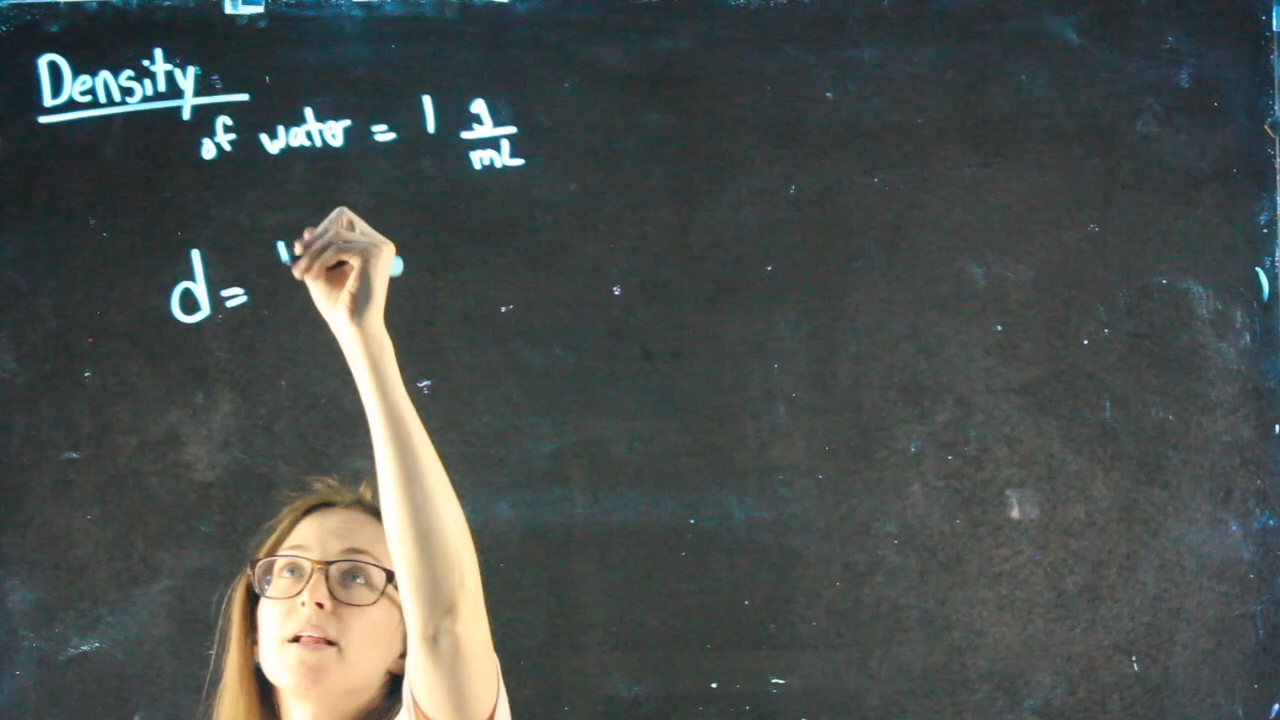 Density
of water = 1 g/mL
d =